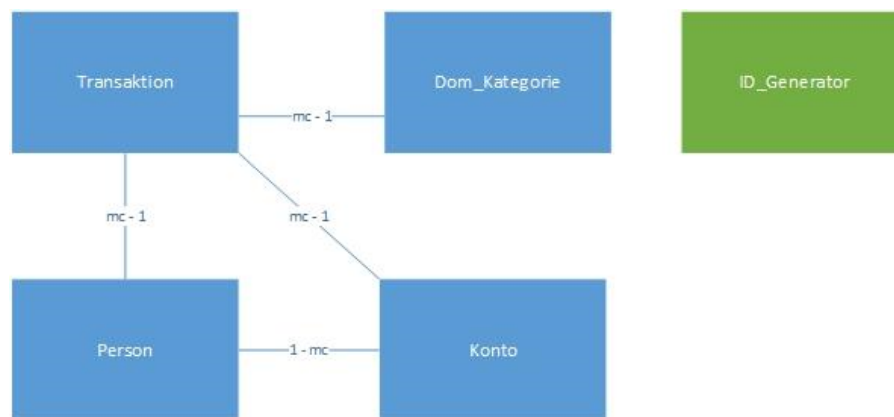 Transaktion
Dom_Kategorie
ID_Generator
mc - 1
mc - 1
mc - 1
Person
1 - mc
Konto